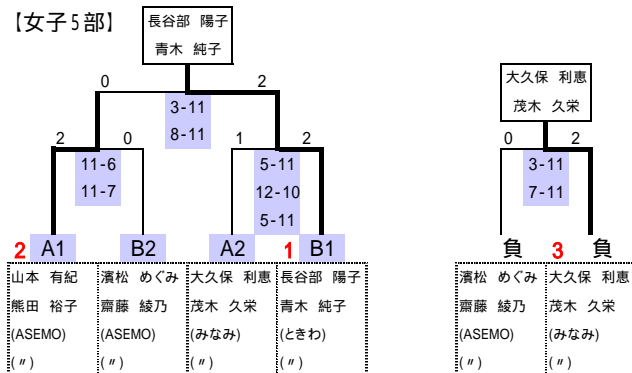 【女子5部】
長谷部 陽子
青木 純子
大久保 利恵
茂木 久栄
0 2
3-11
8-11
2 0 1 2
11-6
11-7
5-11
12-10
5-11
0 2
3-11
7-11
2 A1 B2 A2 1 B1
負 3 負
山本 有紀 濱松 めぐみ 大久保 利恵 長谷部 陽子
熊田 裕子 齋藤 綾乃 茂木 久栄 青木 純子
(ASEMO) (ASEMO) (みなみ) (ときわ)
(〃) (〃) (〃) (〃)
濱松 めぐみ 大久保 利恵
齋藤 綾乃 茂木 久栄
(ASEMO) (みなみ)
(〃) (〃)